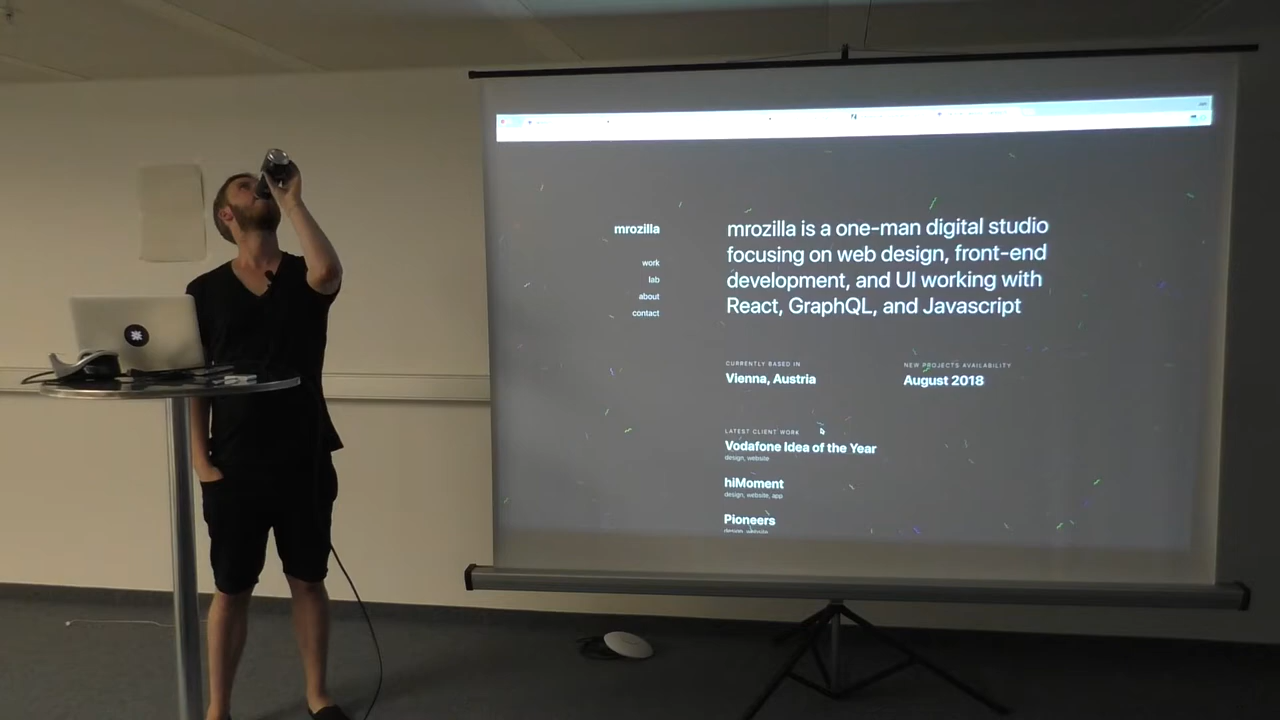 mrozilla
work
lab
about
contact
mrozilla is a one-man digital studio
focusing on web design, front-end
development, and UI working with
React, GraphQL, and Javascript
CURRENTLY BASED IN
Vienna, Austria
NEW PROJECTS AVAILABILITY
August 2018
LATEST CLIENT WORK
Vodafone Idea of the Year
design, website
hiMoment
design, website, app
Pioneers
design, website